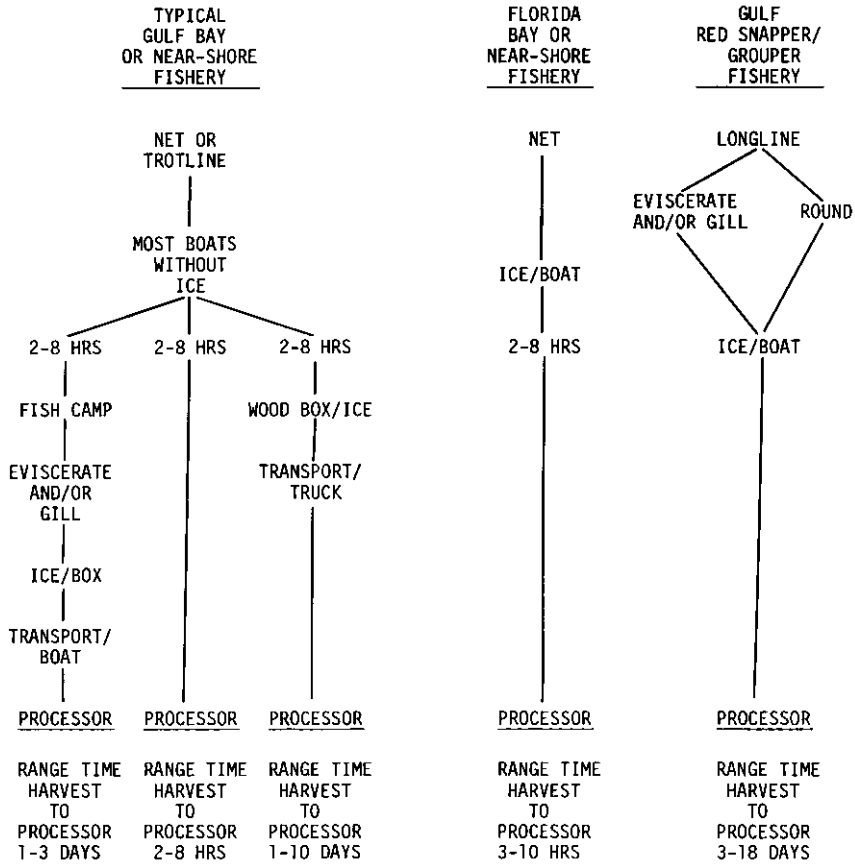 TYPICAL
GULF BAY
OR NEAR-SHORE
FISHERY
FLORIDA
BAY OR
NEAR-SHORE
FISHERY
GULF
RED SNAPPER/
GROUPER
FISHERY
NET OR
TROTLINE
MOST BOATS
WITHOUT
ICE
2-8 HRS
FISH CAMP
EVISCERATE
AND/OR
GILL
ICE/BOX
TRANSPORT/
BOAT
PROCESSOR
RANGE TIME
HARVEST
TO
PROCESSOR
1-3 DAYS
2-8 HRS
PROCESSOR
RANGE TIME
HARVEST
TO
PROCESSOR
2-8 HRS
2-8 HRS
WOOD BOX/ICE
TRANSPORT/
TRUCK
PROCESSOR
RANGE TIME
HARVEST
TO
PROCESSOR
1-10 DAYS
NET
ICE/BOAT
2-8 HRS
PROCESSOR
RANGE TIME
HARVEST
TO
PROCESSOR
3-10 HRS
LONGLINE
EVISCERATE
AND/OR GILL
ROUND
ICE/BOAT
PROCESSOR
RANGE TIME
HARVEST
TO
PROCESSOR
3-18 DAYS